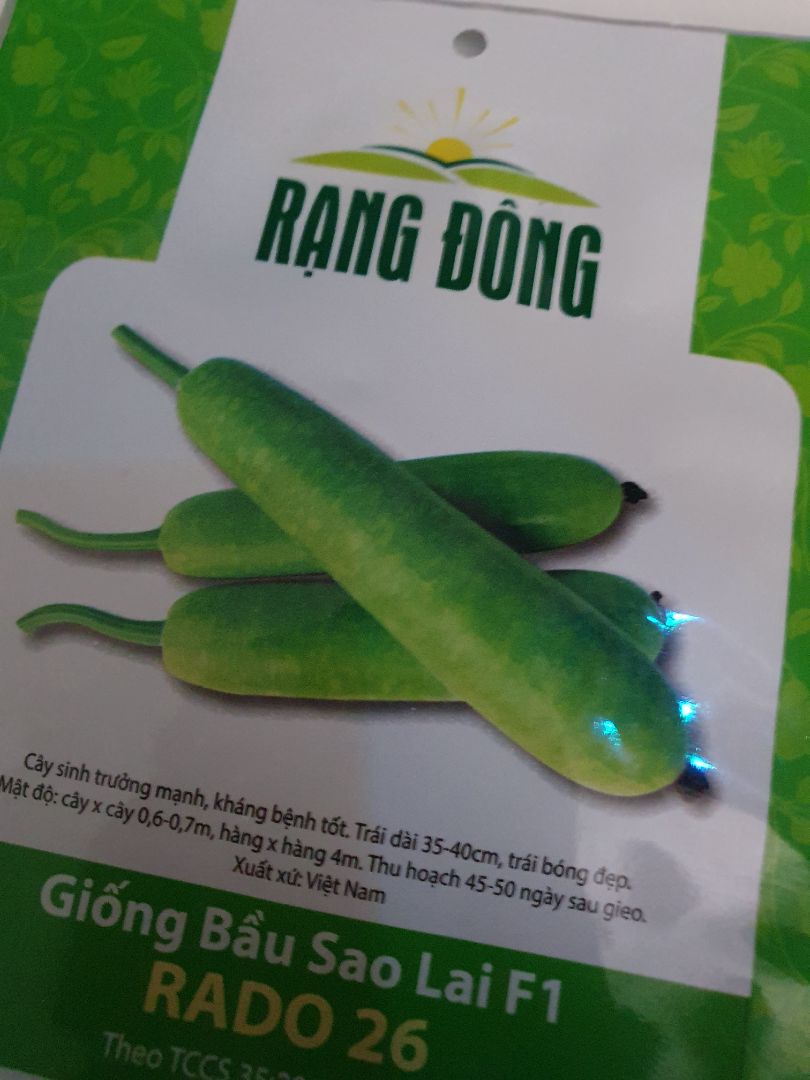 RẠNG ĐÔNG
Cây sinh trưởng mạnh, kháng bệnh tốt. Trái dài 35-40cm, trái bóng đẹp.
Mật độ: cây x cây 0,6-0,7m, hàng x hàng 4m. Thu hoạch 45-50 ngày sau gieo.
Xuất xứ: Việt Nam
Giống Bầu Sao Lai F1
RADO 26
Theo TCCS